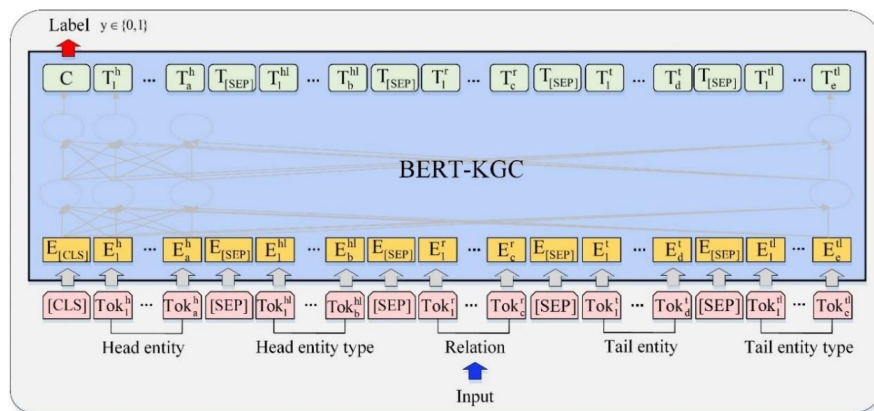 Label y ∈ {0,1}
C T₁ʰ ... Tₐʰ T[SEP] T₁ʰˡ ... T_bʰˡ T[SEP] T₁ʳ ... T_cʳ T[SEP] T₁ᵗ ... T_dᵗ T[SEP] T₁ᵗˡ ... Tₑᵗˡ
BERT-KGC
E[CLS] E₁ʰ ... Eₐʰ E[SEP] E₁ʰˡ ... E_bʰˡ E[SEP] E₁ʳ ... E_cʳ E[SEP] E₁ᵗ ... E_dᵗ E[SEP] E₁ᵗˡ ... Eₑᵗˡ
[CLS] Tok₁ʰ ... Tokₐʰ [SEP] Tok₁ʰˡ ... Tok_bʰˡ [SEP] Tok₁ʳ ... Tok_cʳ [SEP] Tok₁ᵗ ... Tok_dᵗ [SEP] Tok₁ᵗˡ ... Tokₑᵗˡ
Head entity Head entity type Relation Tail entity Tail entity type
Input